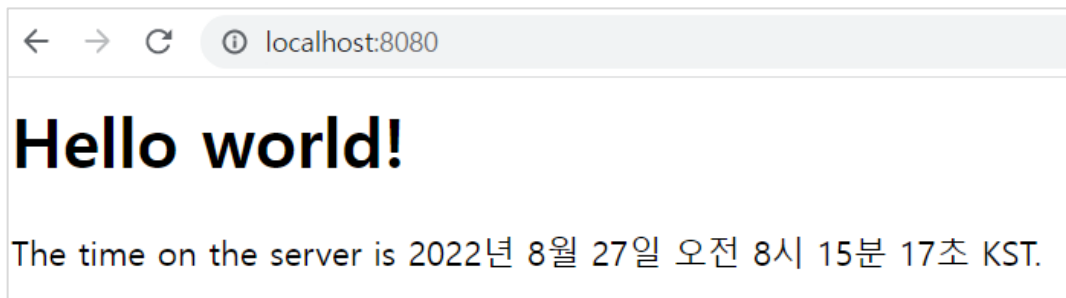 localhost:8080
Hello world!
The time on the server is 2022년 8월 27일 오전 8시 15분 17초 KST.